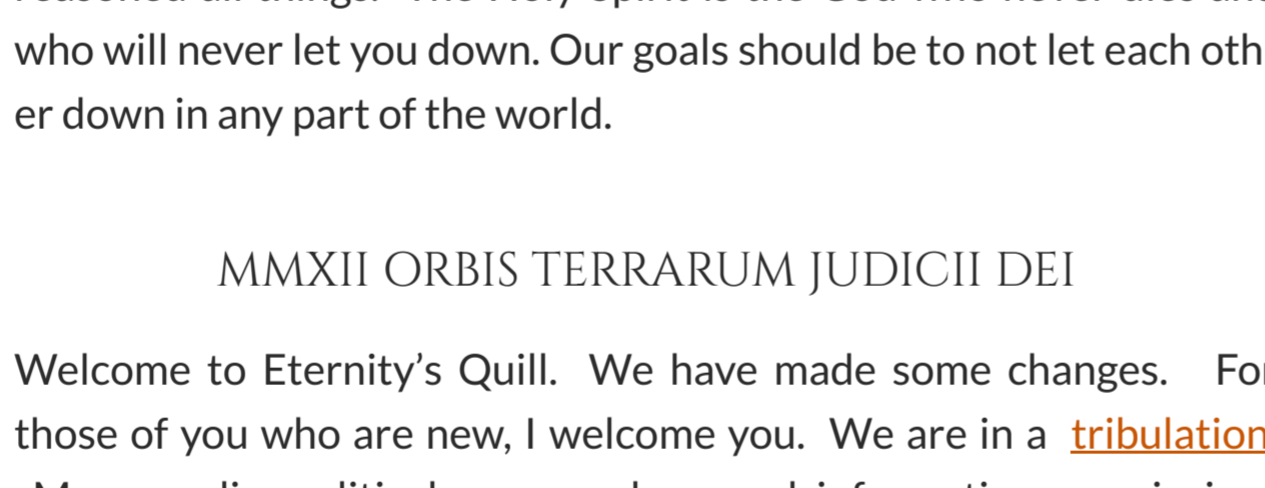 who will never let you down. Our goals should be to not let each oth
er down in any part of the world.
MMXII ORBIS TERRARUM JUDICII DEI
Welcome to Eternity’s Quill. We have made some changes. For
those of you who are new, I welcome you. We are in a tribulation